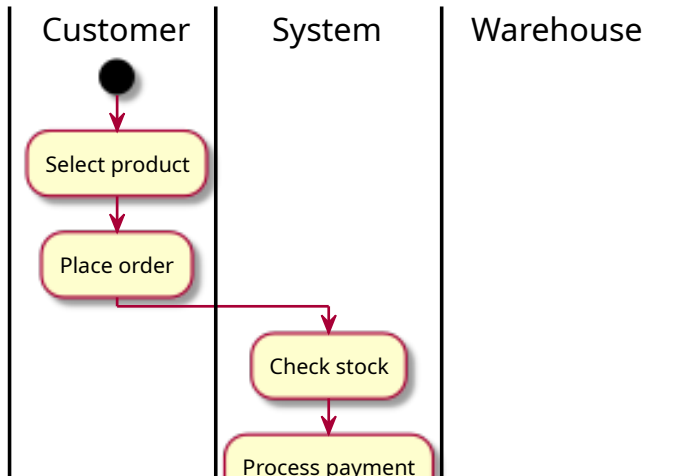 Customer
System
Warehouse
Select product
Place order
Check stock
Process payment